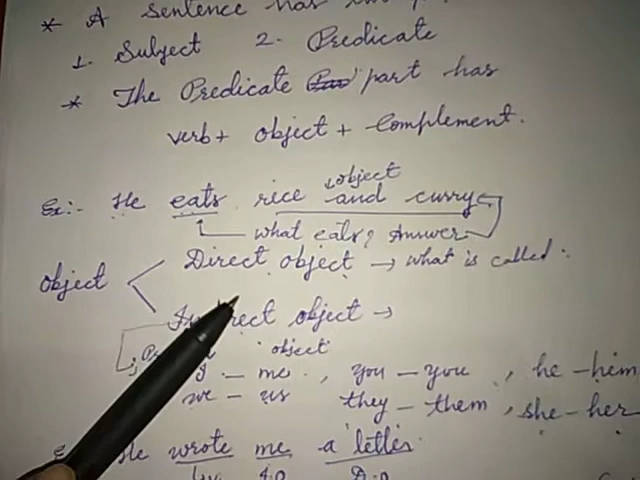 * A Sentence has
1. Subject 2. Predicate
* The Predicate part has
verb + object + Complement.
object
Ex:- He eats rice and curry
what eats? Answer
Direct object → what is called.
object
object →
object
me, you - you, he - him
we - us they - them, she - her
He wrote me a letter.
I.O D.O